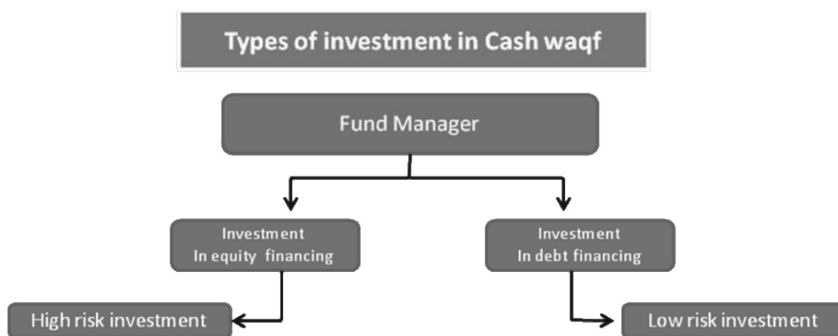 Types of investment in Cash waqf
Fund Manager
Investment
In equity financing
Investment
In debt financing
High risk investment
Low risk investment